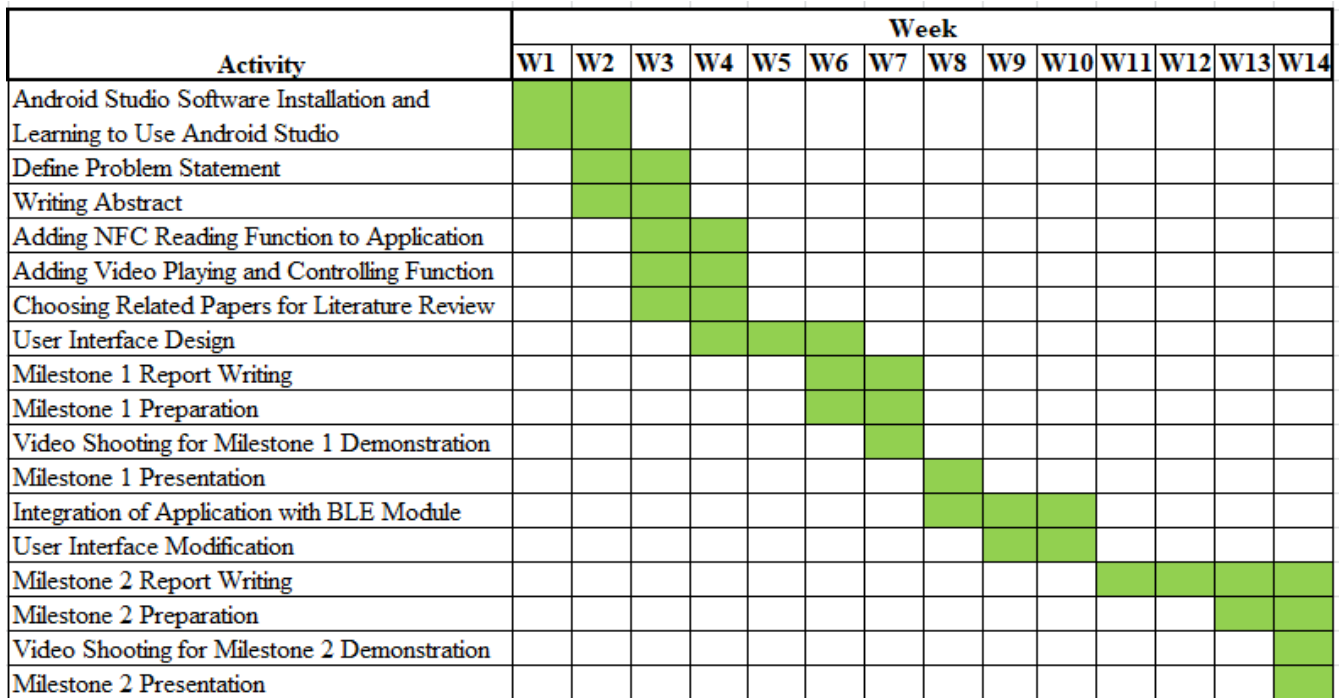 Week
Activity W1 W2 W3 W4 W5 W6 W7 W8 W9 W10 W11 W12 W13 W14
Android Studio Software Installation and
Learning to Use Android Studio
Define Problem Statement
Writing Abstract
Adding NFC Reading Function to Application
Adding Video Playing and Controlling Function
Choosing Related Papers for Literature Review
User Interface Design
Milestone 1 Report Writing
Milestone 1 Preparation
Video Shooting for Milestone 1 Demonstration
Milestone 1 Presentation
Integration of Application with BLE Module
User Interface Modification
Milestone 2 Report Writing
Milestone 2 Preparation
Video Shooting for Milestone 2 Demonstration
Milestone 2 Presentation